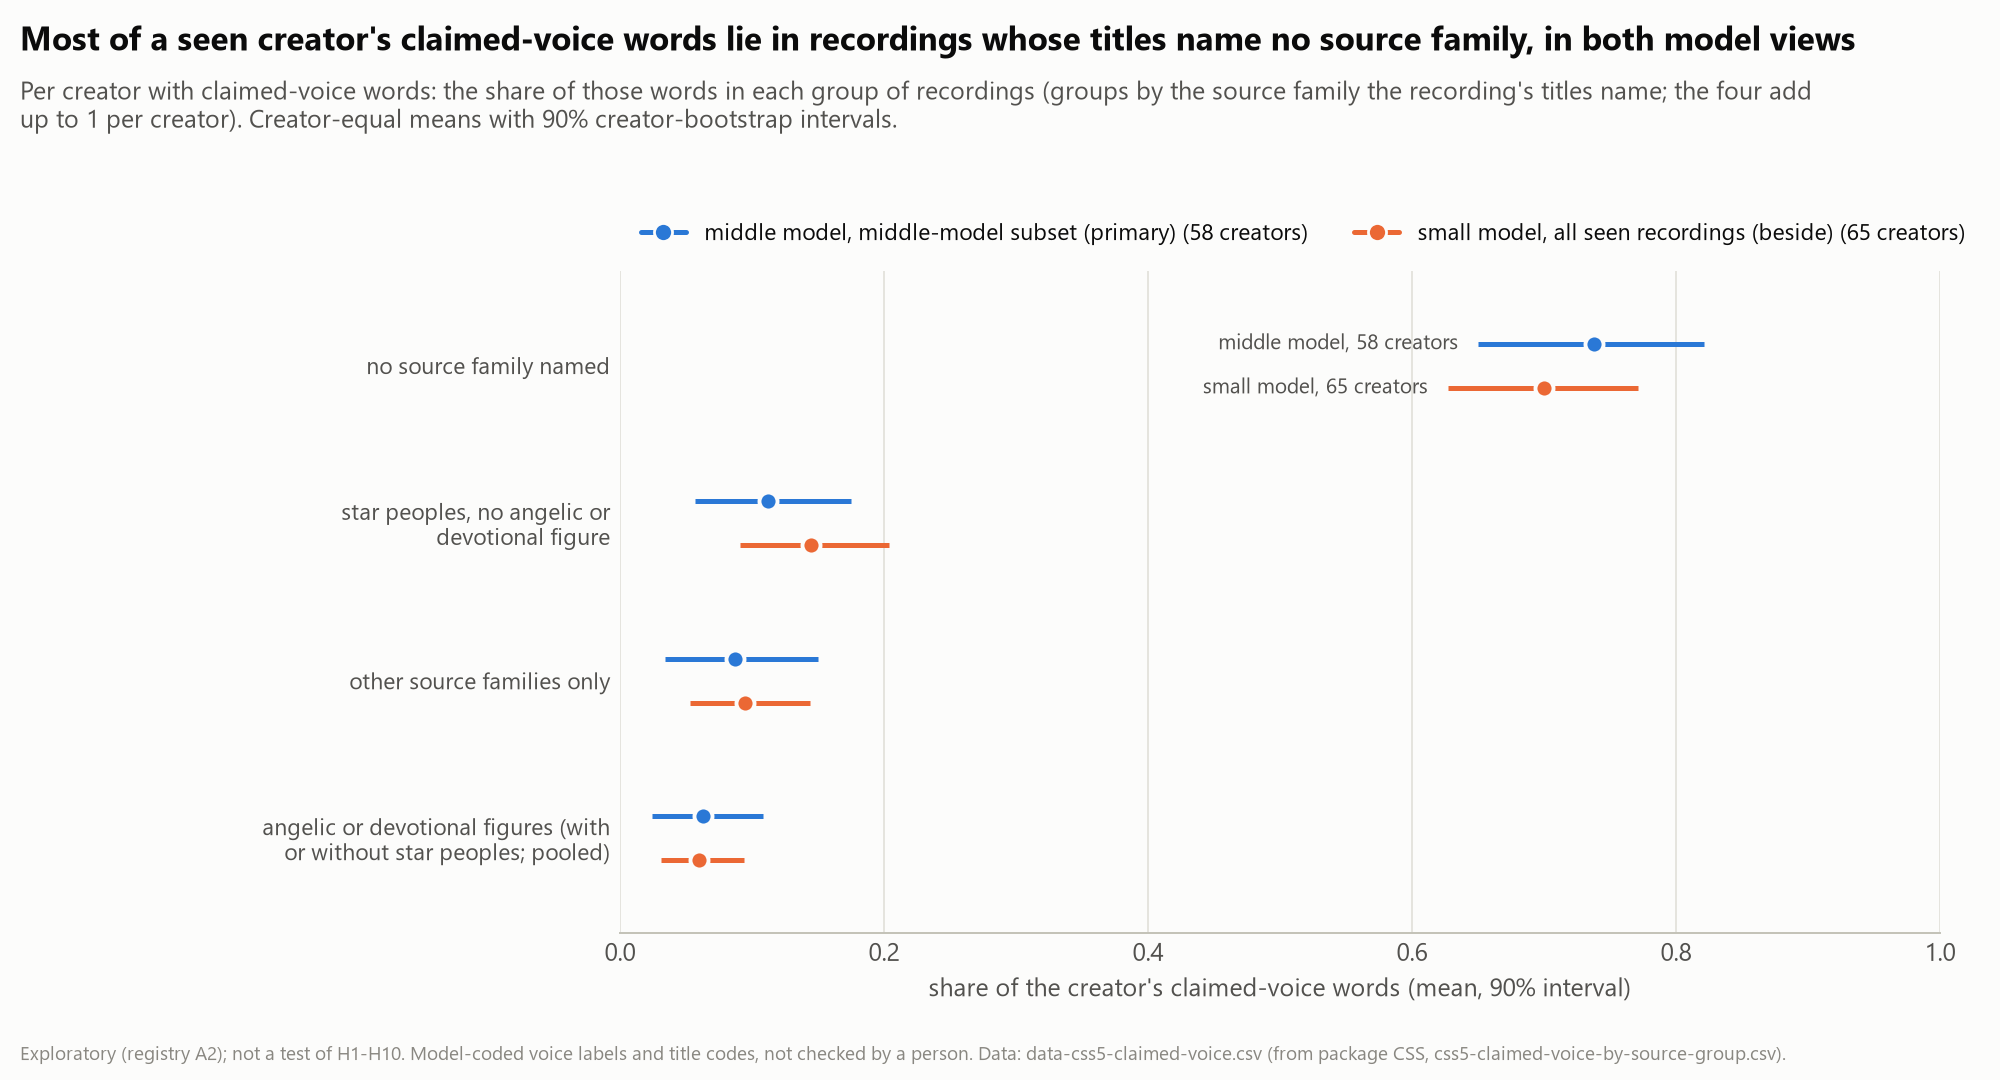 Most of a seen creator's claimed-voice words lie in recordings whose titles name no source family, in both model views
Per creator with claimed-voice words: the share of those words in each group of recordings (groups by the source family the recording's titles name; the four add
up to 1 per creator). Creator-equal means with 90% creator-bootstrap intervals.
middle model, middle-model subset (primary) (58 creators)
small model, all seen recordings (beside) (65 creators)
middle model, 58 creators
no source family named
small model, 65 creators
star peoples, no angelic or
devotional figure
other source families only
angelic or devotional figures (with
or without star peoples; pooled)
0.0
0.2
0.4
0.6
0.8
1.0
share of the creator's claimed-voice words (mean, 90% interval)
Exploratory (registry A2); not a test of H1-H10. Model-coded voice labels and title codes, not checked by a person. Data: data-css5-claimed-voice.csv (from package CSS, css5-claimed-voice-by-source-group.csv).